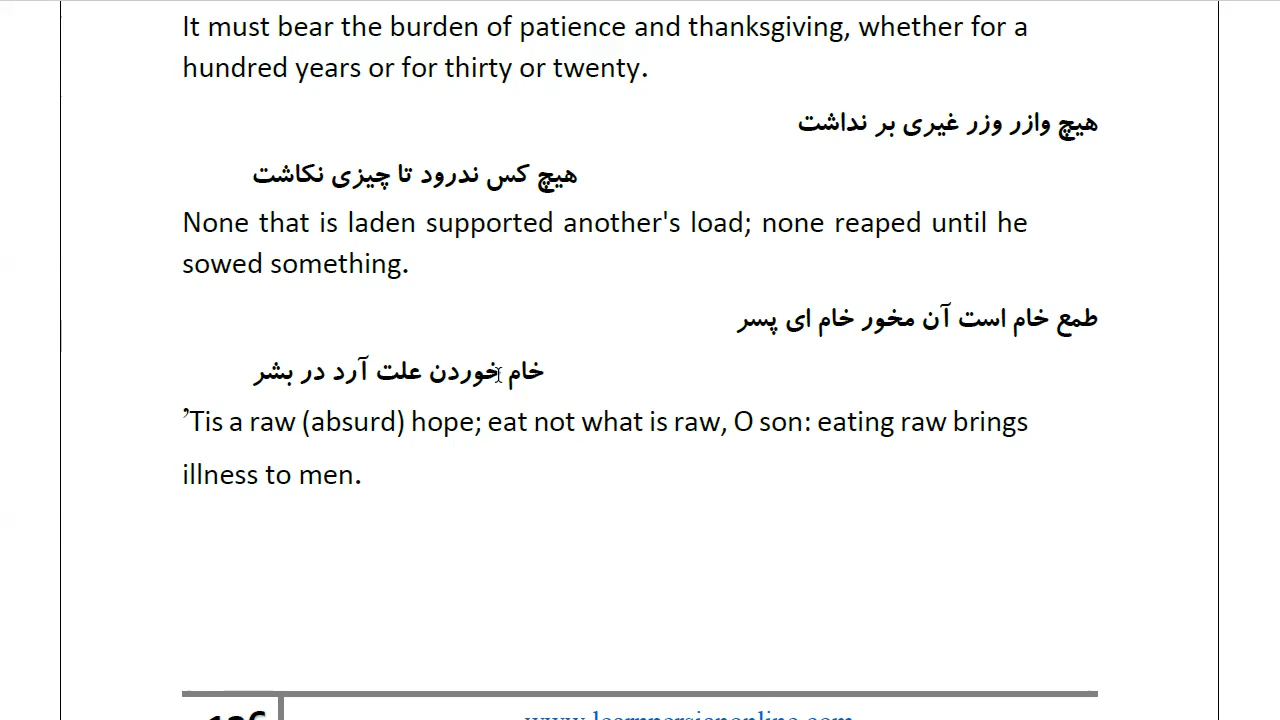 It must bear the burden of patience and thanksgiving, whether for a
hundred years or for thirty or twenty.
هیچ وازر وزر غیری بر نداشت
هیچ کس ندرود تا چیزی نکاشت
None that is laden supported another's load; none reaped until he
sowed something.
طمع خام است آن مخور خام ای پسر
خام خوردن علت آرد در بشر
’Tis a raw (absurd) hope; eat not what is raw, O son: eating raw brings
illness to men.
www.learnpersianonline.com